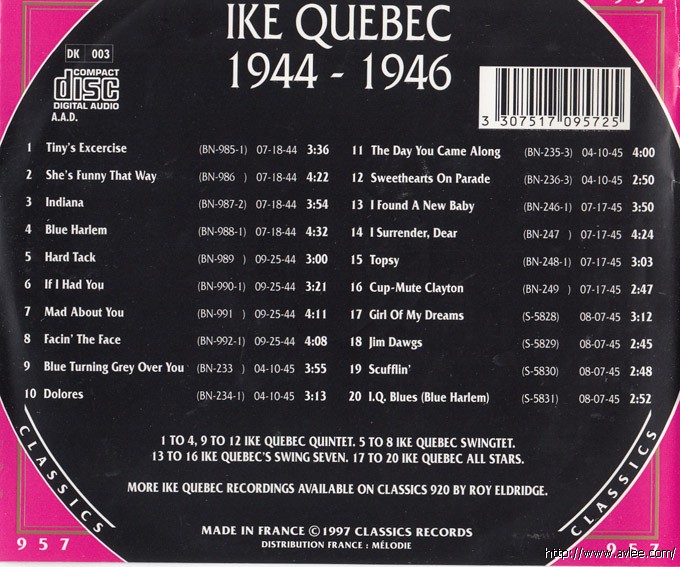 957
IKE QUEBEC
1944 - 1946
DK 003
COMPACT
disc
DIGITAL AUDIO
A.A.D.
3 307517 095725
1 Tiny's Excercise (BN-985-1) 07-18-44 3:36
2 She's Funny That Way (BN-986 ) 07-18-44 4:22
3 Indiana (BN-987-2) 07-18-44 3:54
4 Blue Harlem (BN-988-1) 07-18-44 4:32
5 Hard Tack (BN-989 ) 09-25-44 3:00
6 If I Had You (BN-990-1) 09-25-44 3:21
7 Mad About You (BN-991 ) 09-25-44 4:11
8 Facin' The Face (BN-992-1) 09-25-44 4:08
9 Blue Turning Grey Over You (BN-233 ) 04-10-45 3:55
10 Dolores (BN-234-1) 04-10-45 3:13
11 The Day You Came Along (BN-235-3) 04-10-45 4:00
12 Sweethearts On Parade (BN-236-3) 04-10-45 2:50
13 I Found A New Baby (BN-246-1) 07-17-45 3:50
14 I Surrender, Dear (BN-247 ) 07-17-45 4:24
15 Topsy (BN-248-1) 07-17-45 3:03
16 Cup-Mute Clayton (BN-249 ) 07-17-45 2:47
17 Girl Of My Dreams (S-5828) 08-07-45 3:12
18 Jim Dawgs (S-5829) 08-07-45 2:45
19 Scufflin' (S-5830) 08-07-45 2:48
20 I.Q. Blues (Blue Harlem) (S-5831) 08-07-45 2:52
1 TO 4, 9 TO 12 IKE QUEBEC QUINTET. 5 TO 8 IKE QUEBEC SWINGTET.
13 TO 16 IKE QUEBEC'S SWING SEVEN. 17 TO 20 IKE QUEBEC ALL STARS.
MORE IKE QUEBEC RECORDINGS AVAILABLE ON CLASSICS 920 BY ROY ELDRIDGE.
MADE IN FRANCE ©1997 CLASSICS RECORDS
DISTRIBUTION FRANCE : MÉLODIE
CLASSICS
957
CLASSICS
957
http://www.avlee.com/